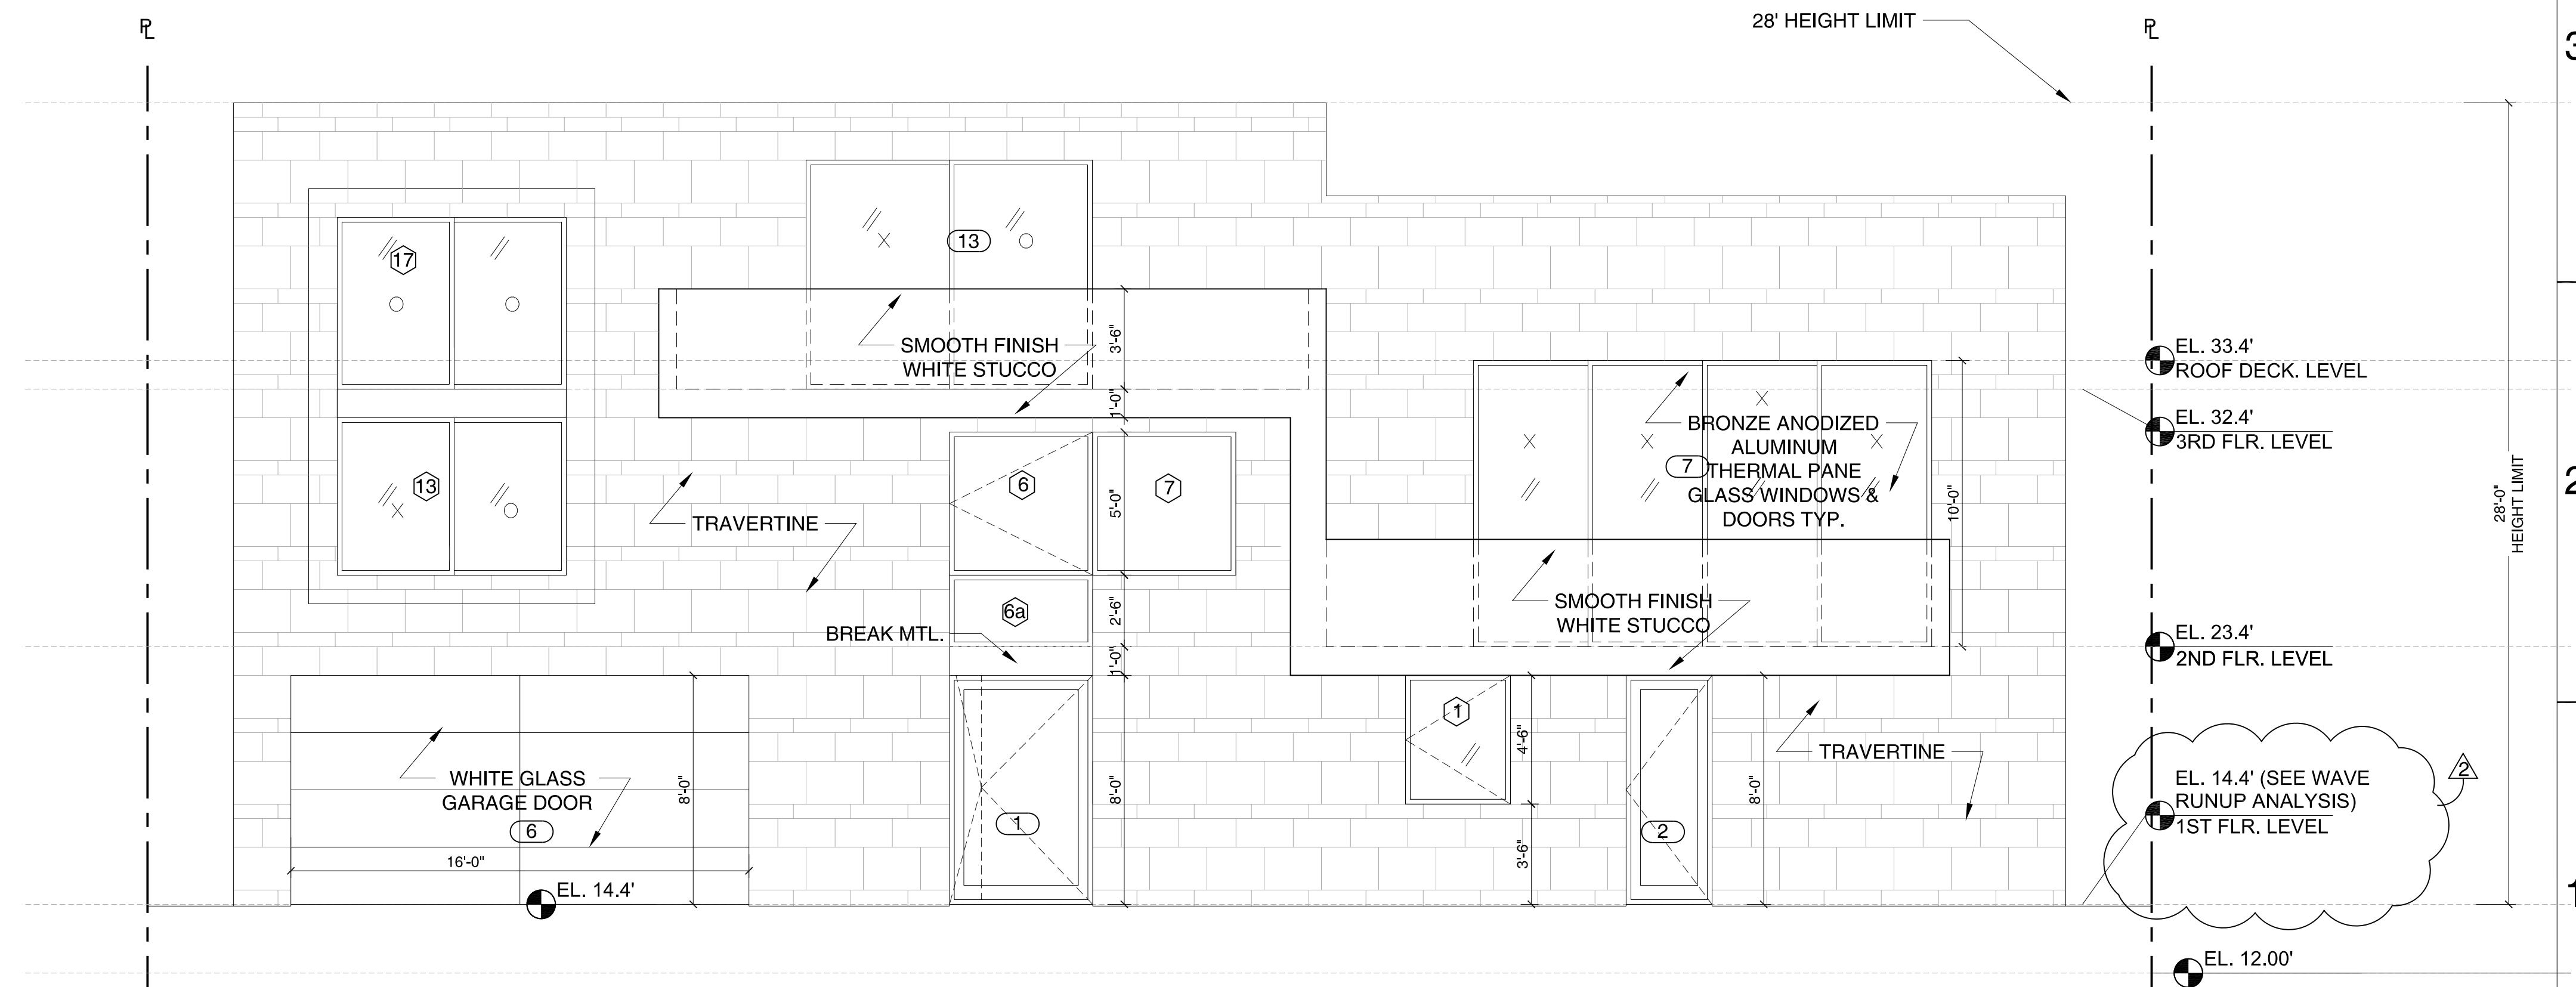 28' HEIGHT LIMIT
PL
PL
3
17
13
SMOOTH FINISH
WHITE STUCCO
3'-6"
1'-0"
EL. 33.4'
ROOF DECK. LEVEL
EL. 32.4'
3RD FLR. LEVEL
BRONZE ANODIZED
ALUMINUM
THERMAL PANE
GLASS WINDOWS &
DOORS TYP.
7
10'-0"
28'-0"
HEIGHT LIMIT
2
13
6
7
5'-0"
TRAVERTINE
6a
2'-6"
BREAK MTL.
1'-0"
SMOOTH FINISH
WHITE STUCCO
EL. 23.4'
2ND FLR. LEVEL
WHITE GLASS
GARAGE DOOR
6
8'-0"
16'-0"
EL. 14.4'
1
8'-0"
1
4'-6"
3'-6"
2
8'-0"
TRAVERTINE
EL. 14.4' (SEE WAVE
RUNUP ANALYSIS)
1ST FLR. LEVEL
2
1
EL. 12.00'